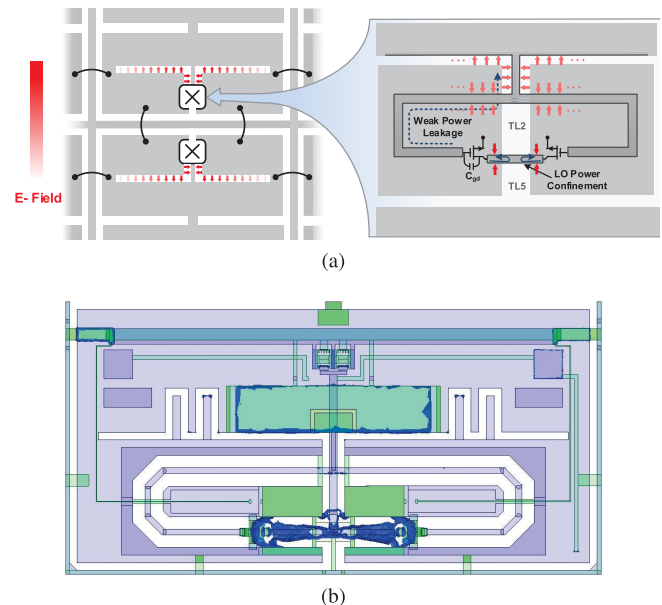 E- Field
Weak Power
Leakage
TL2
C_gd
LO Power
Confinement
TL5
(a)
(b)